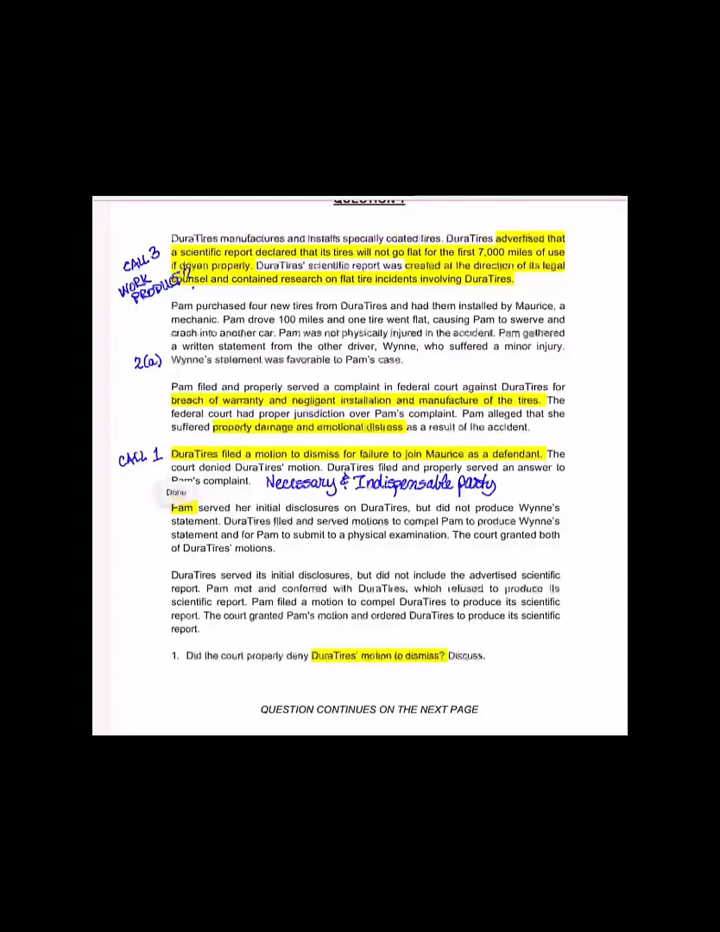 QUESTION 1
DuraTires manufactures and installs specially coated tires. DuraTires advertised that
a scientific report declared that its tires will not go flat for the first 7,000 miles of use
CALL 3
if driven properly. DuraTires' scientific report was created at the direction of its legal
WORK
PRODUCT?
counsel and contained research on flat tire incidents involving DuraTires.
Pam purchased four new tires from DuraTires and had them installed by Maurice, a
mechanic. Pam drove 100 miles and one tire went flat, causing Pam to swerve and
crash into another car. Pam was not physically injured in the accident. Pam gathered
a written statement from the other driver, Wynne, who suffered a minor injury.
2(a) Wynne's statement was favorable to Pam's case.
Pam filed and properly served a complaint in federal court against DuraTires for
breach of warranty and negligent installation and manufacture of the tires. The
federal court had proper jurisdiction over Pam's complaint. Pam alleged that she
suffered property damage and emotional distress as a result of the accident.
CALL 1 DuraTires filed a motion to dismiss for failure to join Maurice as a defendant. The
court denied DuraTires' motion. DuraTires filed and properly served an answer to
Pam's complaint. Necessary & Indispensable party
Done
Pam served her initial disclosures on DuraTires, but did not produce Wynne's
statement. DuraTires filed and served motions to compel Pam to produce Wynne's
statement and for Pam to submit to a physical examination. The court granted both
of DuraTires' motions.
DuraTires served its initial disclosures, but did not include the advertised scientific
report. Pam met and conferred with DuraTires, which refused to produce its
scientific report. Pam filed a motion to compel DuraTires to produce its scientific
report. The court granted Pam's motion and ordered DuraTires to produce its scientific
report.
1. Did the court properly deny DuraTires' motion to dismiss? Discuss.
QUESTION CONTINUES ON THE NEXT PAGE